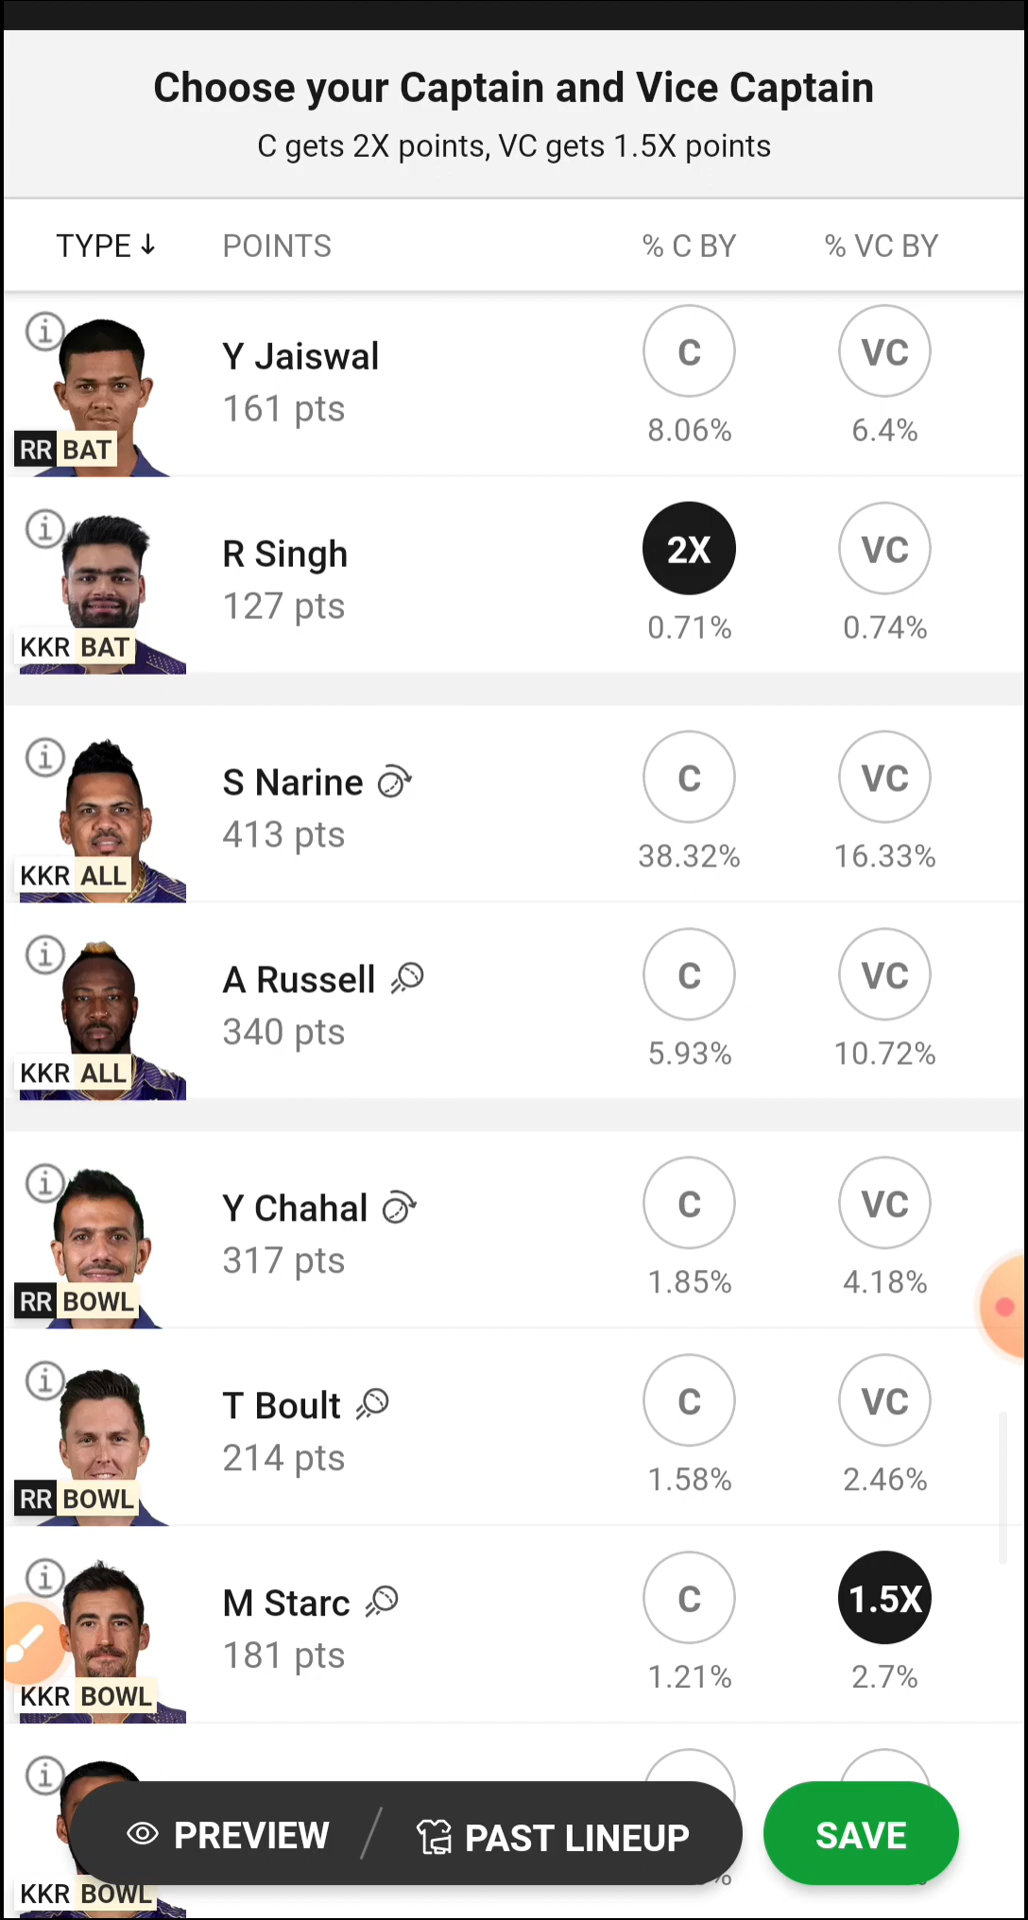 Choose your Captain and Vice Captain
C gets 2X points, VC gets 1.5X points
TYPE ↓ POINTS % C BY % VC BY
Y Jaiswal
161 pts
RR BAT
C VC
8.06% 6.4%
R Singh
127 pts
KKR BAT
2X VC
0.71% 0.74%
S Narine
413 pts
KKR ALL
C VC
38.32% 16.33%
A Russell
340 pts
KKR ALL
C VC
5.93% 10.72%
Y Chahal
317 pts
RR BOWL
C VC
1.85% 4.18%
T Boult
214 pts
RR BOWL
C VC
1.58% 2.46%
M Starc
181 pts
KKR BOWL
C 1.5X
1.21% 2.7%
PREVIEW / PAST LINEUP SAVE
KKR BOWL